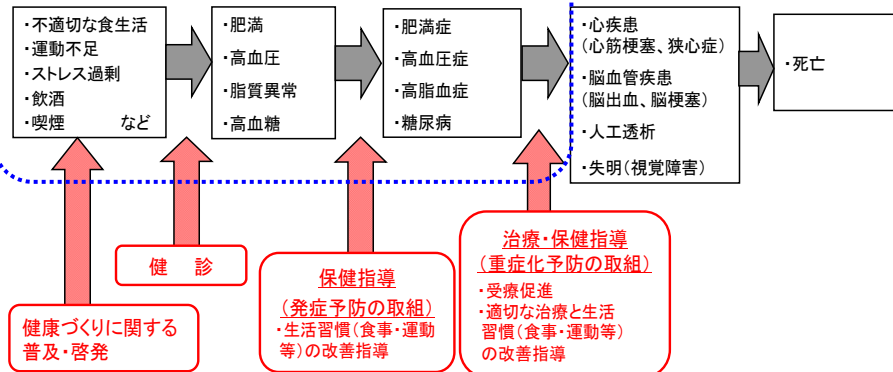 ・不適切な食生活
・運動不足
・ストレス過剰
・飲酒
・喫煙　　　など
・肥満
・高血圧
・脂質異常
・高血糖
・肥満症
・高血圧症
・高脂血症
・糖尿病
・心疾患
(心筋梗塞、狭心症)
・脳血管疾患
(脳出血、脳梗塞)
・人工透析
・失明(視覚障害)
・死亡
健康づくりに関する
普及・啓発
健　診
保健指導
(発症予防の取組)
・生活習慣(食事・運動
等)の改善指導
治療・保健指導
(重症化予防の取組)
・受療促進
・適切な治療と生活
習慣(食事・運動等)
の改善指導